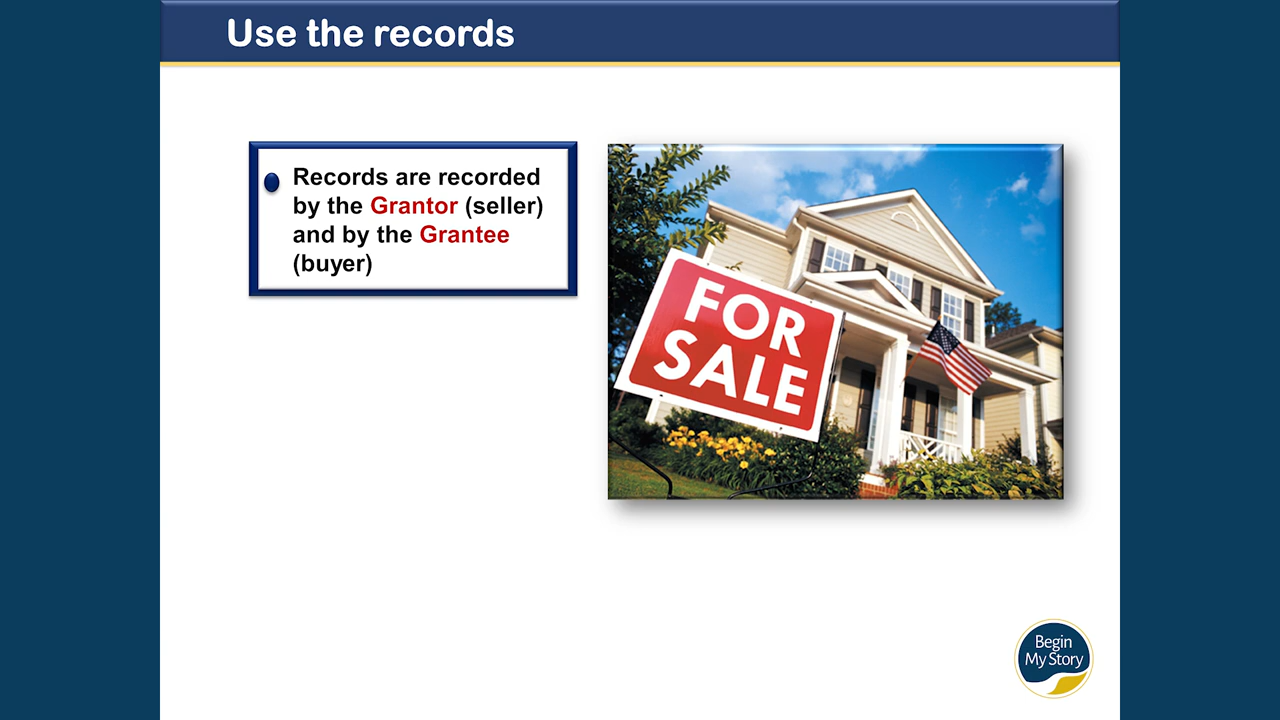 Use the records
Records are recorded
by the Grantor (seller)
and by the Grantee
(buyer)
FOR
SALE
Begin
My Story